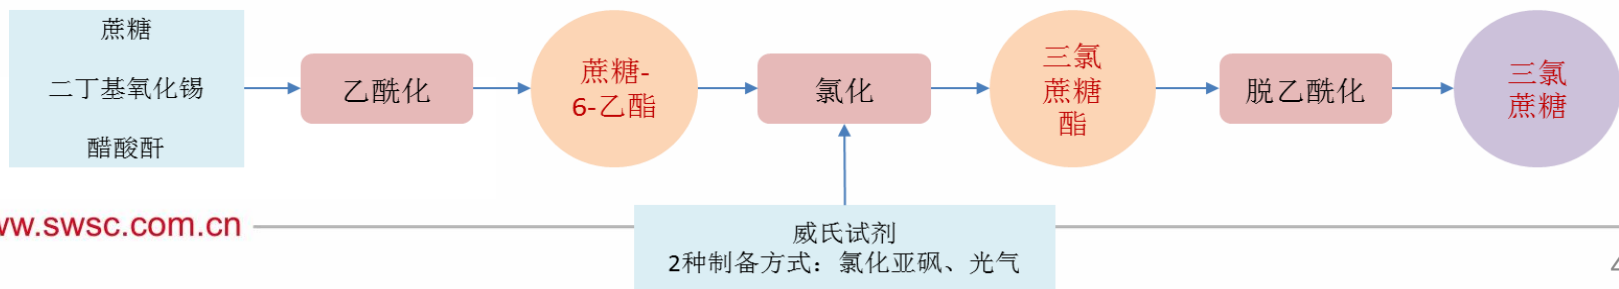 蔗糖
二丁基氧化锡
醋酸酐
乙酰化
蔗糖-
6-乙酯
氯化
三氯
蔗糖
酯
脱乙酰化
三氯
蔗糖
威氏试剂
2种制备方式：氯化亚砜、光气
ww.swsc.com.cn
4